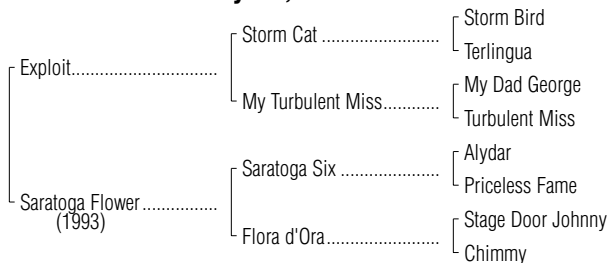 Storm Bird
Storm Cat ..........................
Terlingua
Exploit................................
My Dad George
My Turbulent Miss............
Turbulent Miss
Alydar
Saratoga Six ......................
Priceless Fame
Saratoga Flower................
(1993)
Stage Door Johnny
Flora d'Ora.........................
Chimmy